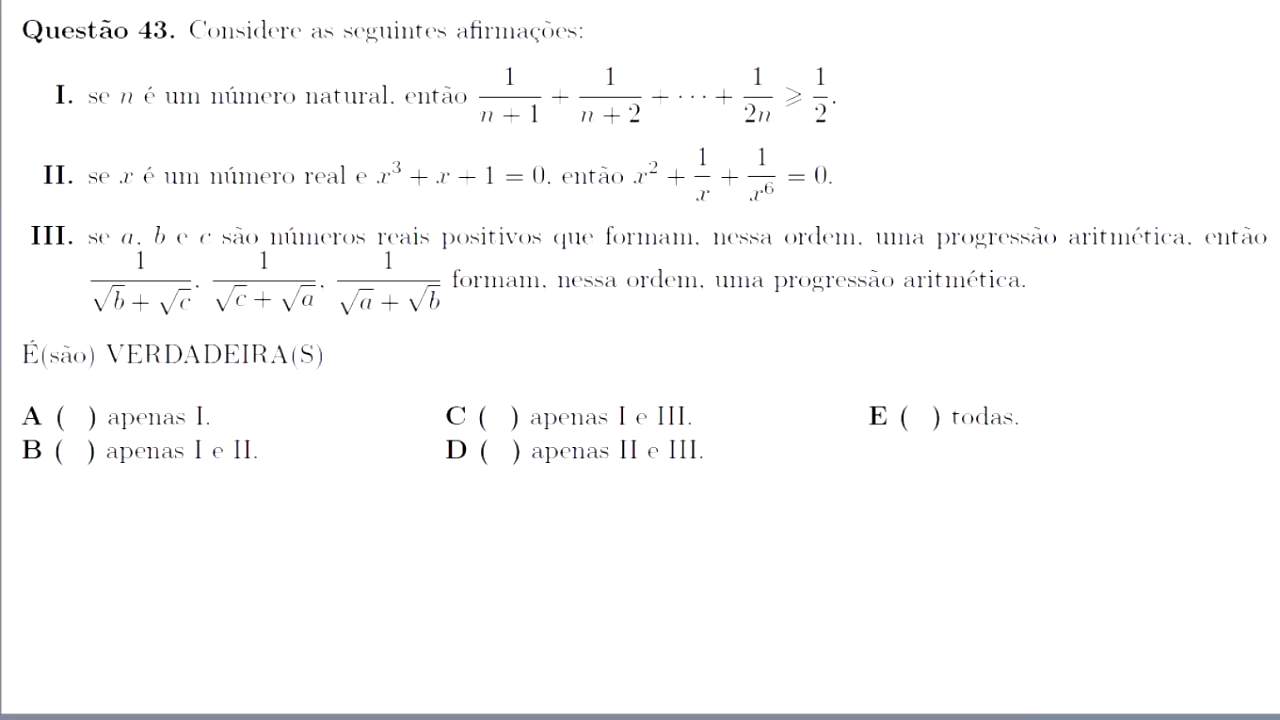 Questão 43. Considere as seguintes afirmações:
I. se n é um número natural, então 1/(n + 1) + 1/(n + 2) + ··· + 1/(2n) ⩾ 1/2.
II. se x é um número real e x³ + x + 1 = 0, então x² + 1/x + 1/x⁶ = 0.
III. se a, b e c são números reais positivos que formam, nessa ordem, uma progressão aritmética, então
1/(√b + √c), 1/(√c + √a), 1/(√a + √b) formam, nessa ordem, uma progressão aritmética.
É(são) VERDADEIRA(S)
A ( ) apenas I. C ( ) apenas I e III. E ( ) todas.
B ( ) apenas I e II. D ( ) apenas II e III.